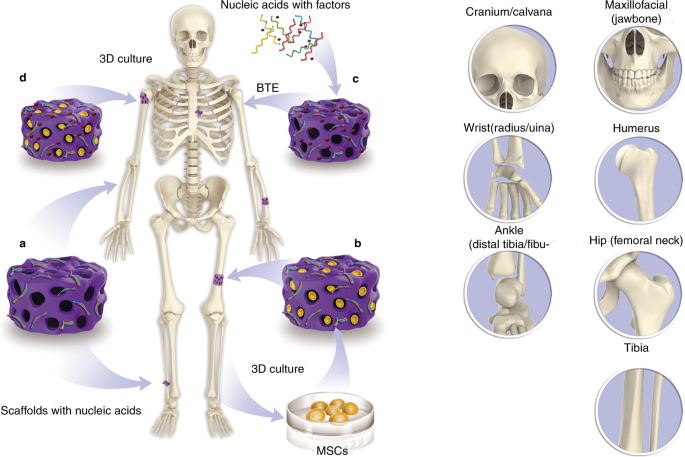 Nucleic acids with factors
3D culture
d
BTE
c
a
b
3D culture
Scaffolds with nucleic acids
MSCs
Cranium/calvana
Maxillofacial
(jawbone)
Wrist(radius/uina)
Humerus
Ankle
(distal tibia/fibu-
Hip (femoral neck)
Tibia